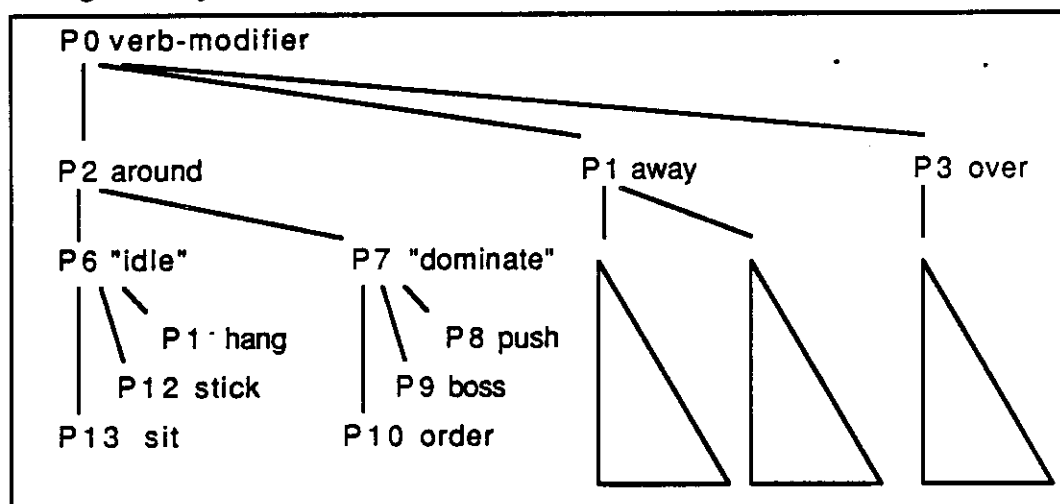 P0 verb-modifier
P2 around P1 away P3 over
P6 "idle" P7 "dominate"
hang P8 push
P12 stick P9 boss
P13 sit P10 order